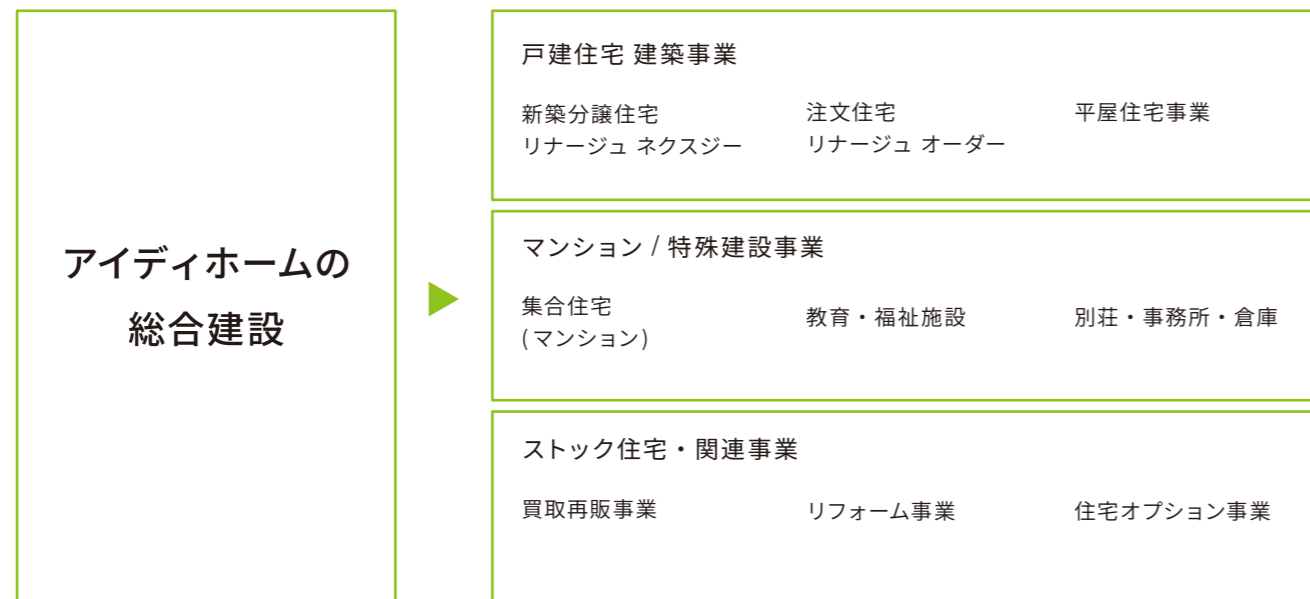 アイディホームの
総合建設
戸建住宅 建築事業
新築分譲住宅
リナージュ ネクスジー
注文住宅
リナージュ オーダー
平屋住宅事業
マンション / 特殊建設事業
集合住宅
(マンション)
教育・福祉施設
別荘・事務所・倉庫
ストック住宅・関連事業
買取再販事業
リフォーム事業
住宅オプション事業